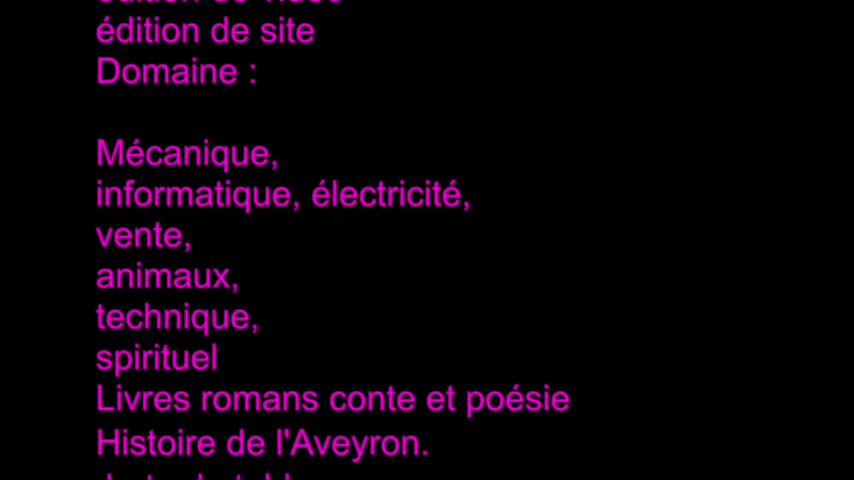 édition de site
Domaine :
Mécanique,
informatique, électricité,
vente,
animaux,
technique,
spirituel
Livres romans conte et poésie
Histoire de l'Aveyron.